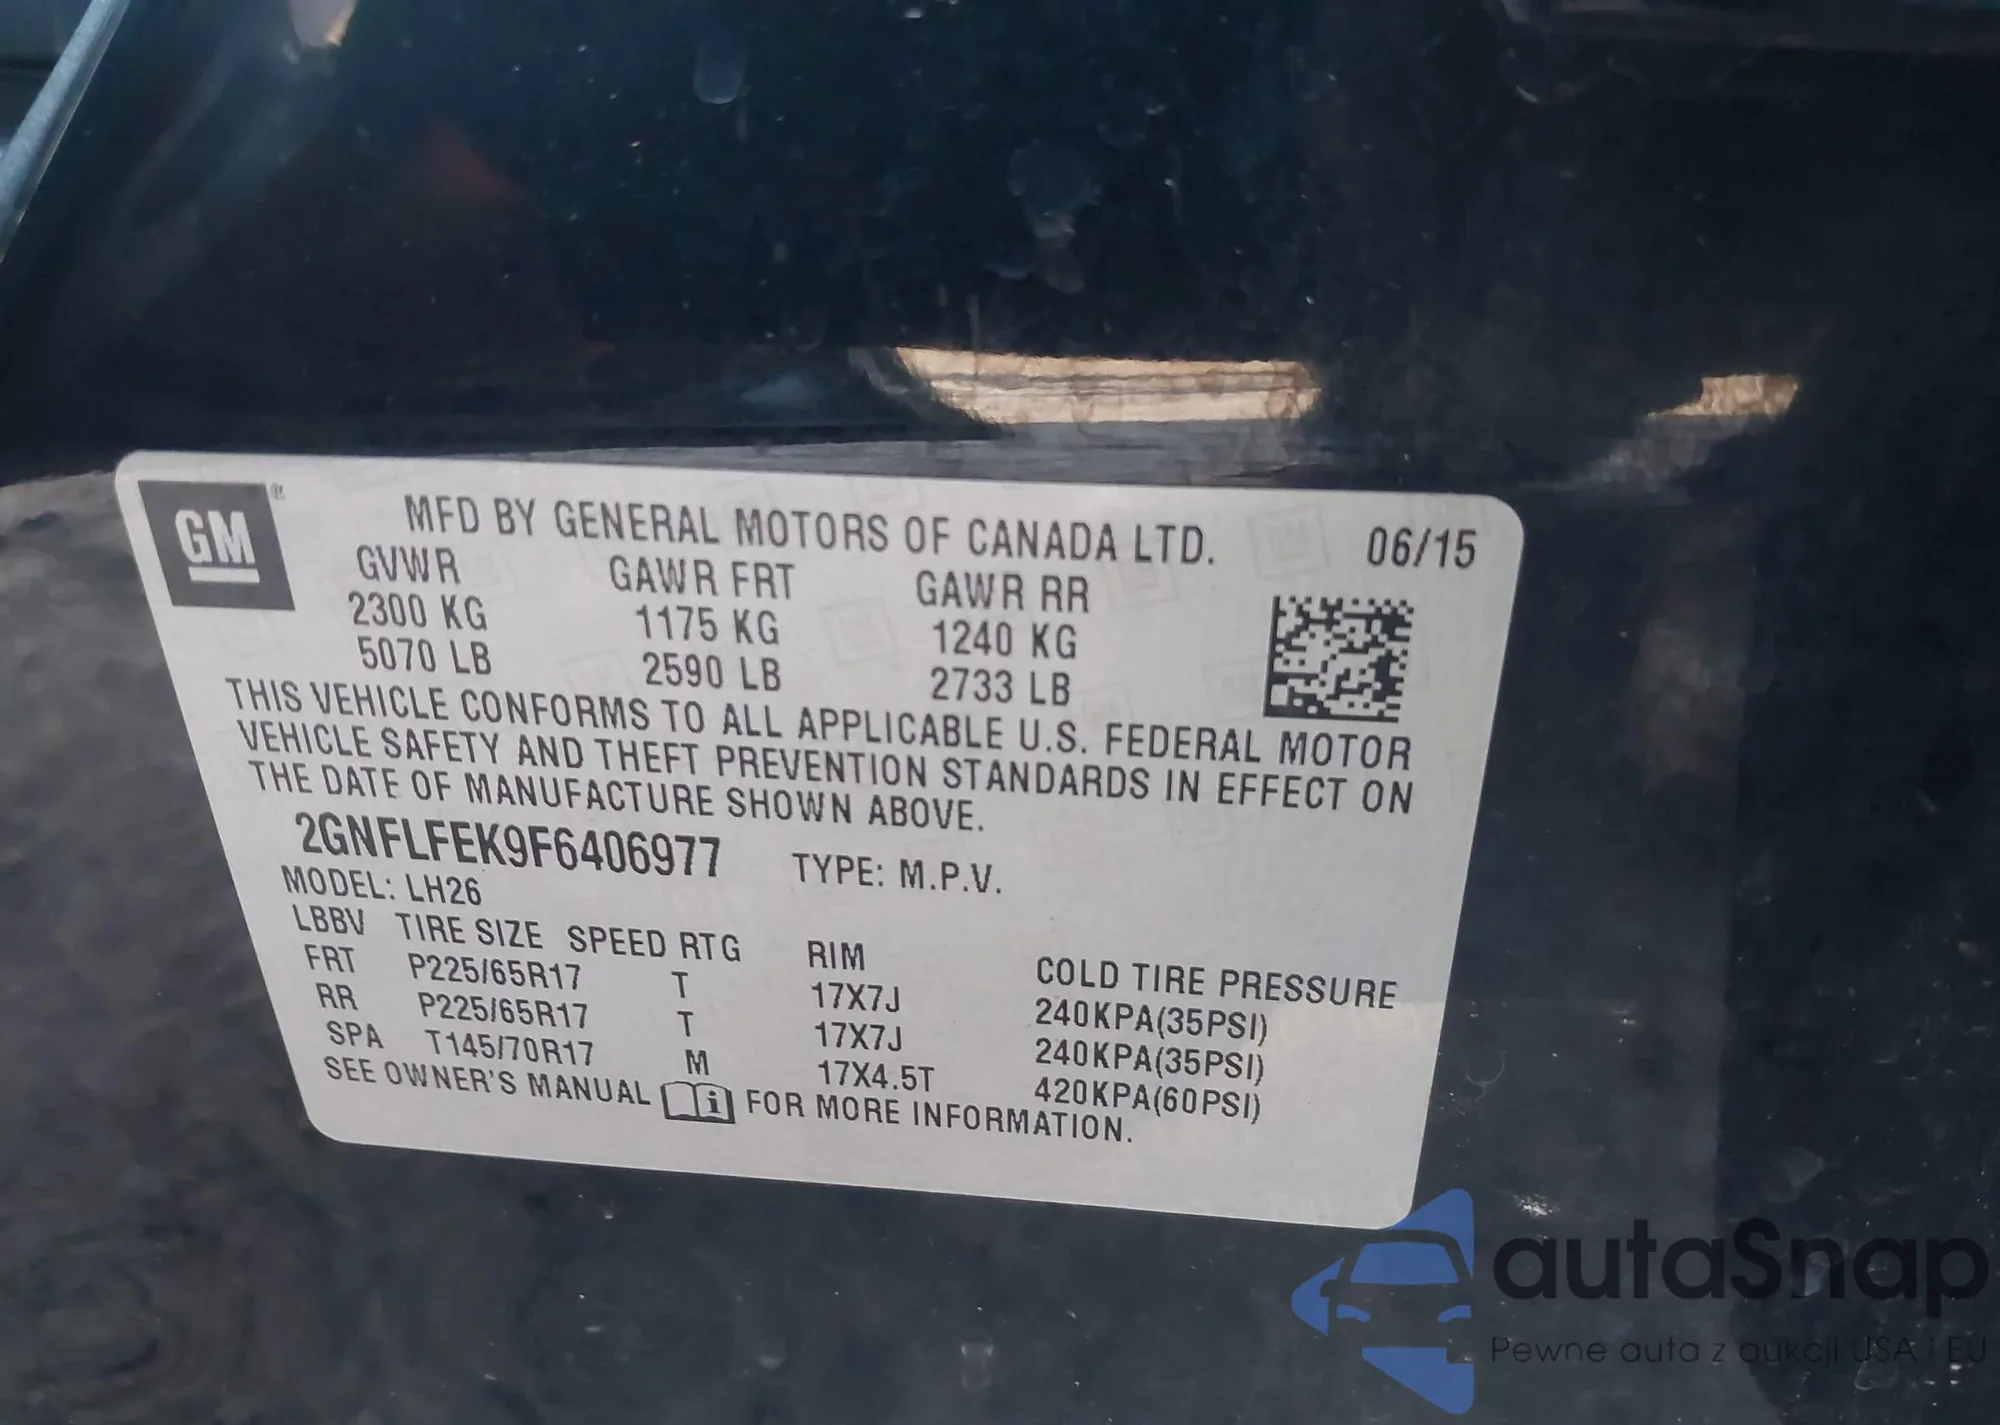 GM ®
MFD BY GENERAL MOTORS OF CANADA LTD. 06/15
GVWR GAWR FRT GAWR RR
2300 KG 1175 KG 1240 KG
5070 LB 2590 LB 2733 LB
THIS VEHICLE CONFORMS TO ALL APPLICABLE U.S. FEDERAL MOTOR
VEHICLE SAFETY AND THEFT PREVENTION STANDARDS IN EFFECT ON
THE DATE OF MANUFACTURE SHOWN ABOVE.
2GNFLFEK9F6406977 TYPE: M.P.V.
MODEL: LH26
LBBV TIRE SIZE SPEED RTG RIM COLD TIRE PRESSURE
FRT P225/65R17 T 17X7J 240KPA(35PSI)
RR P225/65R17 T 17X7J 240KPA(35PSI)
SPA T145/70R17 M 17X4.5T 420KPA(60PSI)
SEE OWNER'S MANUAL i FOR MORE INFORMATION.
autaSnap
Pewne auta z aukcji USA i EU